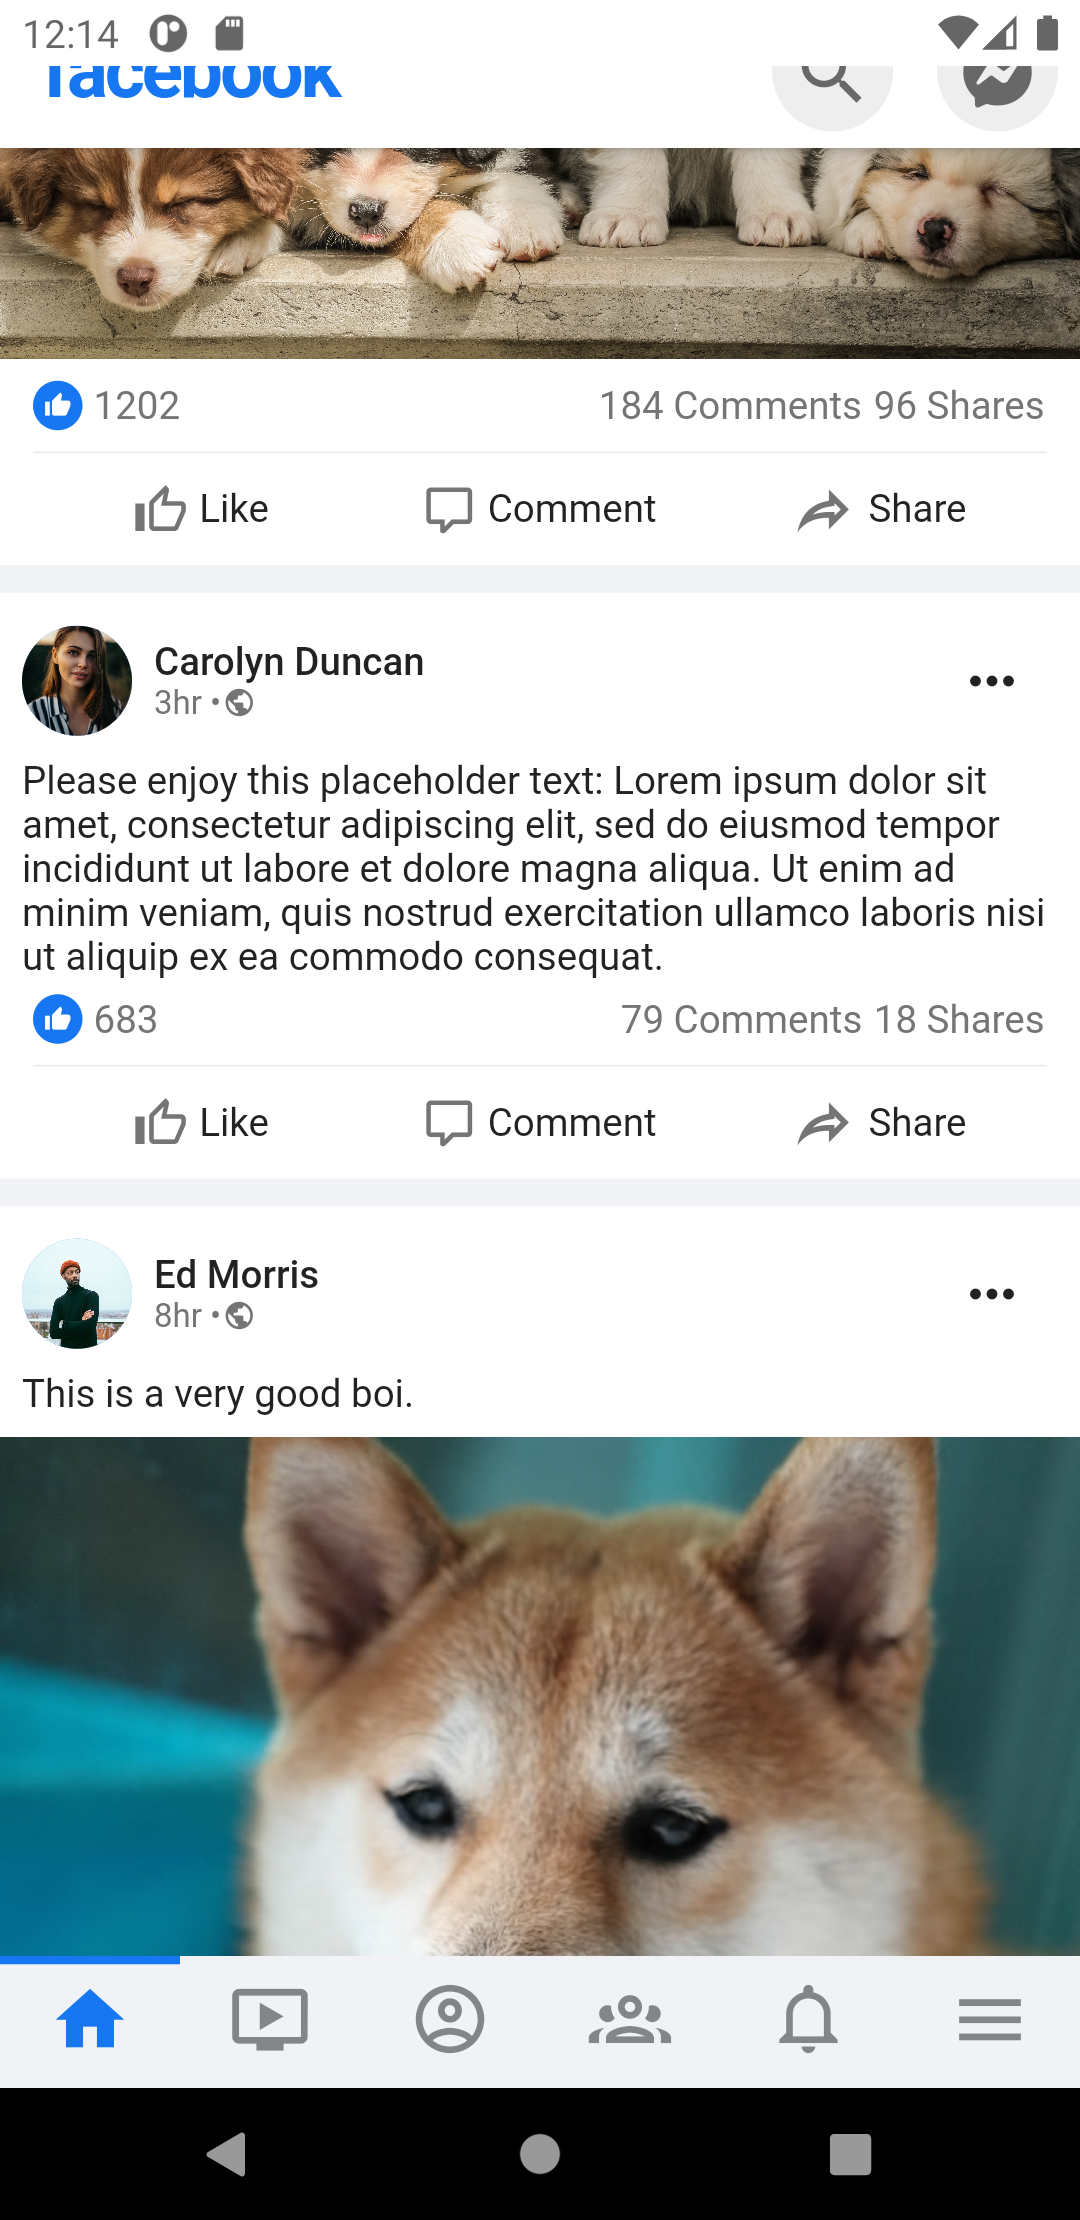 12:14
facebook
1202 184 Comments 96 Shares
Like Comment Share
Carolyn Duncan
3hr •
Please enjoy this placeholder text: Lorem ipsum dolor sit
amet, consectetur adipiscing elit, sed do eiusmod tempor
incididunt ut labore et dolore magna aliqua. Ut enim ad
minim veniam, quis nostrud exercitation ullamco laboris nisi
ut aliquip ex ea commodo consequat.
683 79 Comments 18 Shares
Like Comment Share
Ed Morris
8hr •
This is a very good boi.